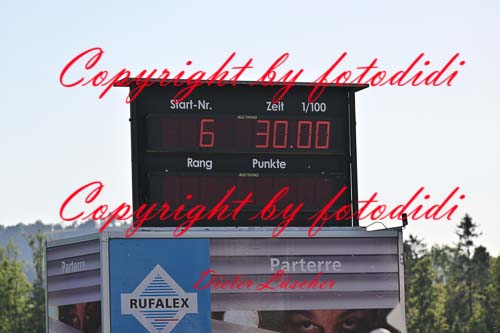 Copyright by fotodidi
Start-Nr. Zeit 1/100
6 30.00
Rang Punkte
Copyright by fotodidi
Parterre
Parterre
RUFALEX
Dieter Lüscher